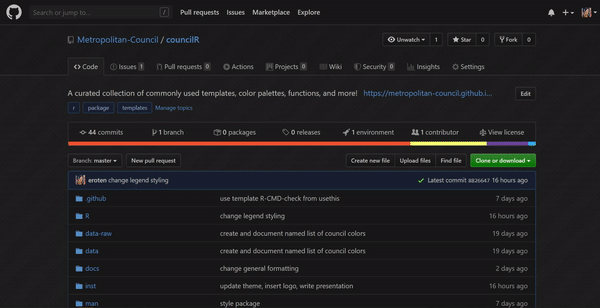 Search or jump to... / Pull requests Issues Marketplace Explore
Metropolitan-Council / councilR Unwatch 1 Star 0 Fork 0
Code Issues 1 Pull requests 0 Actions Projects 0 Wiki Security 0 Insights Settings
A curated collection of commonly used templates, color palettes, functions, and more! https://metropolitan-council.github.i... Edit
r package templates Manage topics
44 commits 1 branch 0 packages 0 releases 1 environment 1 contributor View license
Branch: master New pull request Create new file Upload files Find file Clone or download
eroten change legend styling Latest commit 8826647 16 hours ago
.github use template R-CMD-check from usethis 7 days ago
R change legend styling 16 hours ago
data-raw create and document named list of council colors 19 days ago
data create and document named list of council colors 19 days ago
docs change general formatting 2 days ago
inst update theme, insert logo, write presentation 16 hours ago
man style package 7 days ago